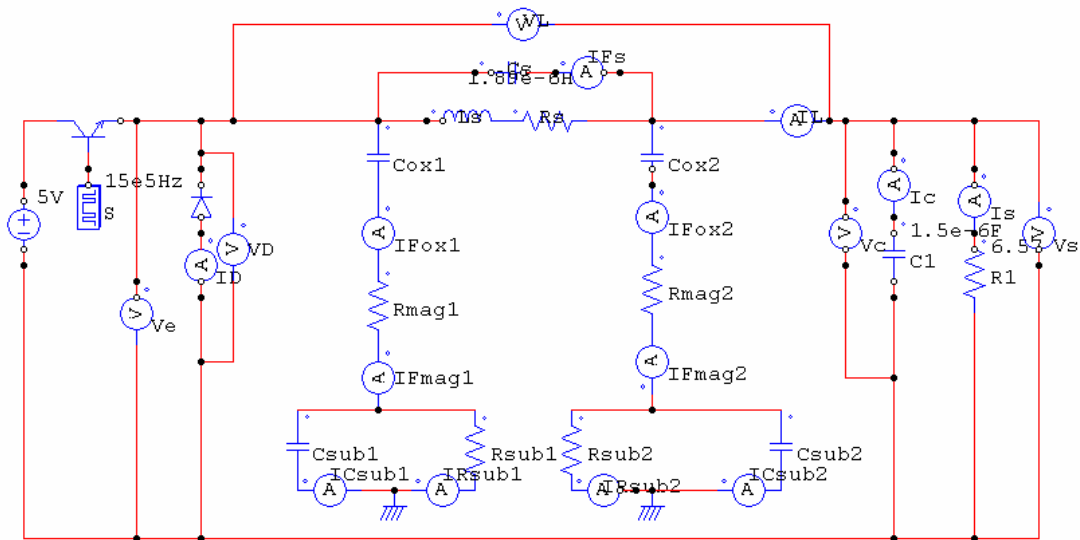 VL
IFs
1.8
e-6H
Ls
Rs
IL
Cox1
Cox2
15e5Hz
5V
S
Ic
Is
1.5e-6F
6.5
IFox1
IFox2
VD
ID
Vc
C1
Vs
R1
Rmag1
Rmag2
Ve
IFmag1
IFmag2
Csub1
Rsub1
Rsub2
Csub2
ICsub1
IRsub1
IRsub2
ICsub2